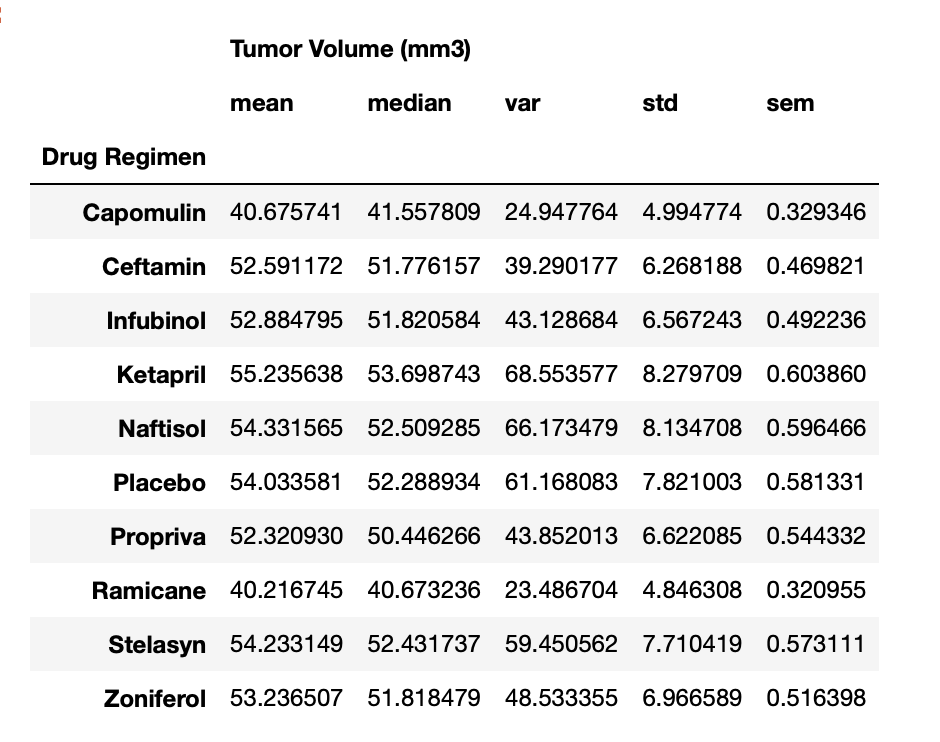 Tumor Volume (mm3)
mean median var std sem
Drug Regimen
Capomulin 40.675741 41.557809 24.947764 4.994774 0.329346
Ceftamin 52.591172 51.776157 39.290177 6.268188 0.469821
Infubinol 52.884795 51.820584 43.128684 6.567243 0.492236
Ketapril 55.235638 53.698743 68.553577 8.279709 0.603860
Naftisol 54.331565 52.509285 66.173479 8.134708 0.596466
Placebo 54.033581 52.288934 61.168083 7.821003 0.581331
Propriva 52.320930 50.446266 43.852013 6.622085 0.544332
Ramicane 40.216745 40.673236 23.486704 4.846308 0.320955
Stelasyn 54.233149 52.431737 59.450562 7.710419 0.573111
Zoniferol 53.236507 51.818479 48.533355 6.966589 0.516398